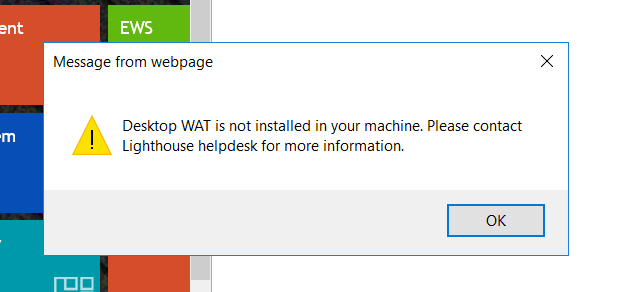 ent
EWS
Message from webpage
Desktop WAT is not installed in your machine. Please contact
Lighthouse helpdesk for more information.
em
OK